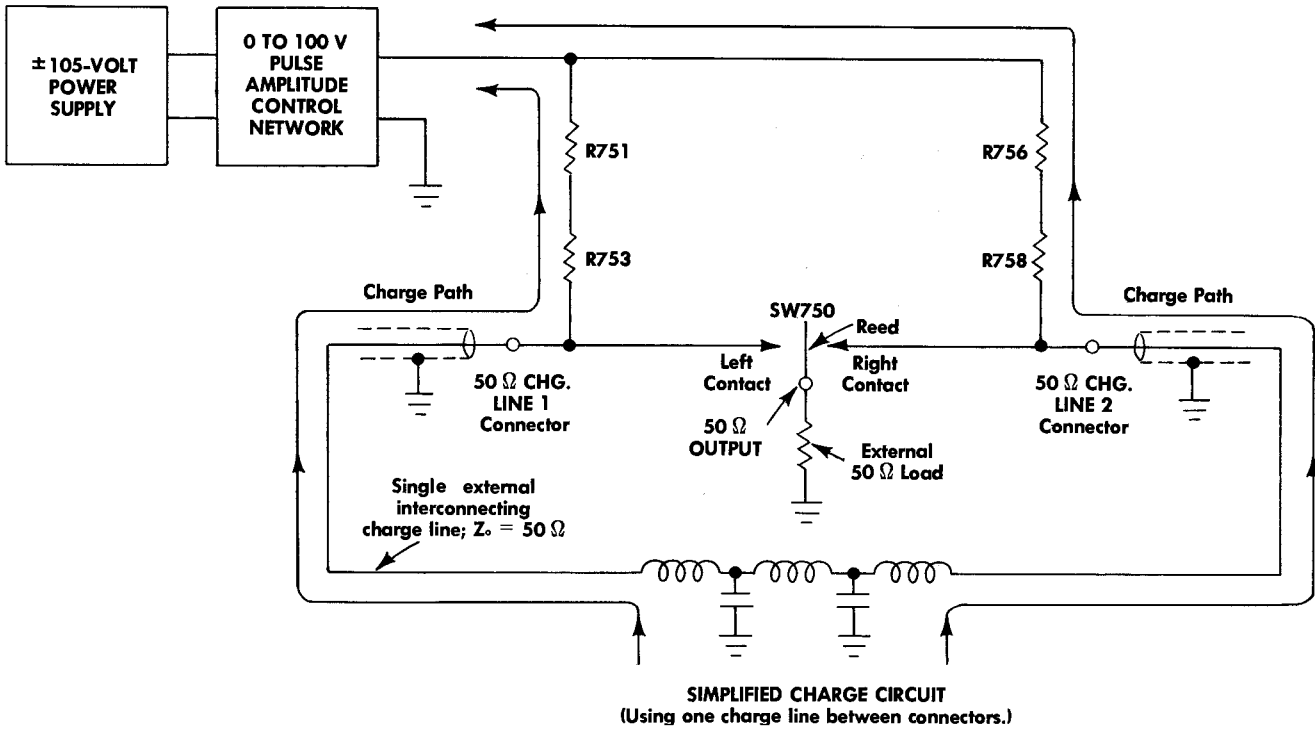 ± 105-VOLT
POWER
SUPPLY
0 TO 100 V
PULSE
AMPLITUDE
CONTROL
NETWORK
R751
R756
R753
R758
Charge Path
Charge Path
SW750
Reed
Left
Contact
Right
Contact
50 Ω CHG.
LINE 1
Connector
50 Ω CHG.
LINE 2
Connector
50 Ω
OUTPUT
External
50 Ω Load
Single external
interconnecting
charge line; Zₒ = 50 Ω
SIMPLIFIED CHARGE CIRCUIT
(Using one charge line between connectors.)